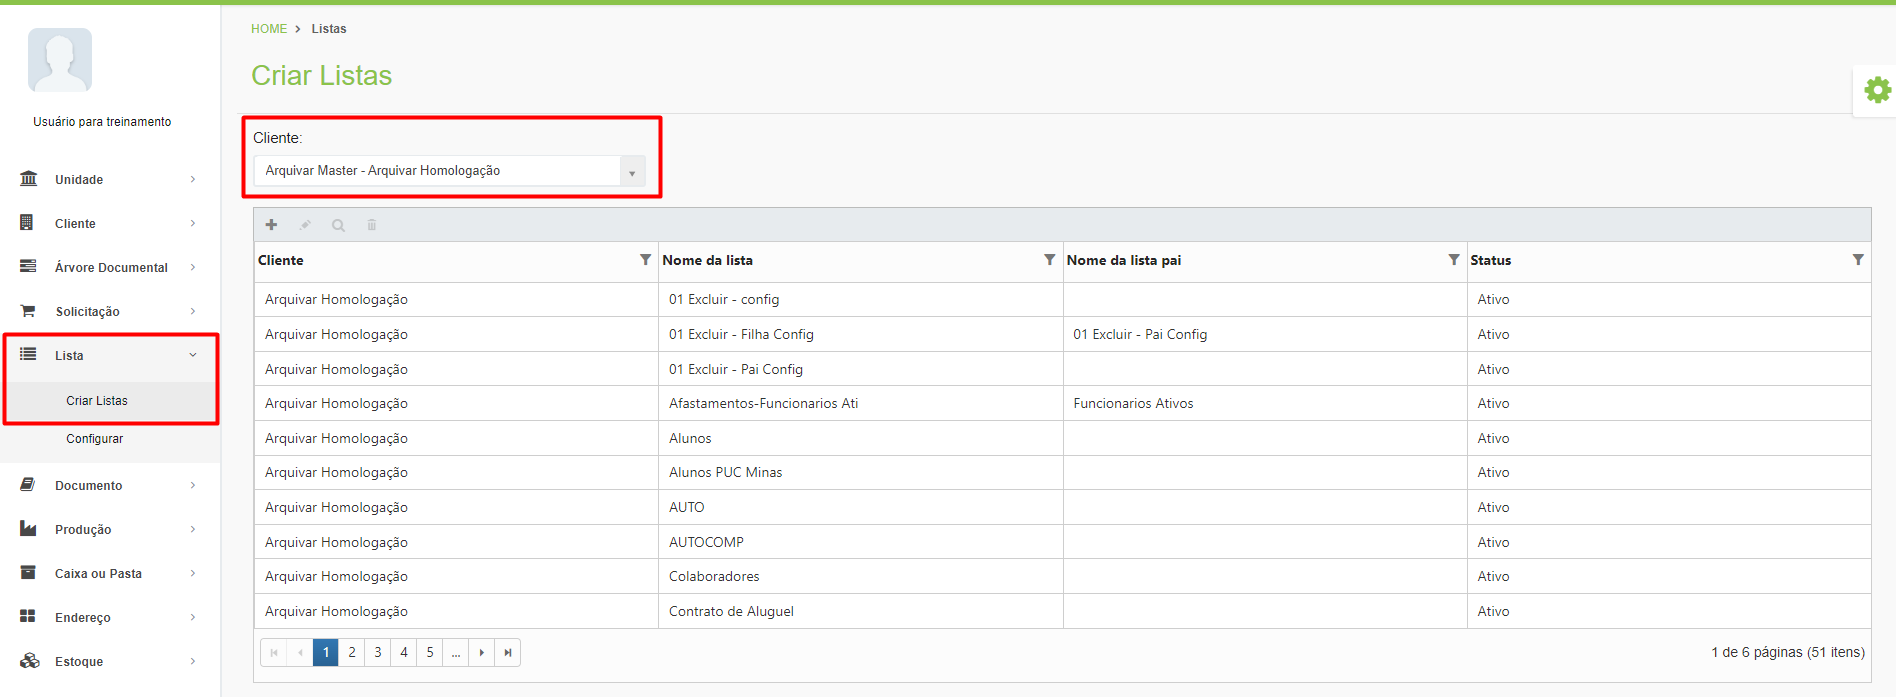 HOME > Listas
Criar Listas
Usuário para treinamento
Unidade
Cliente
Árvore Documental
Solicitação
Lista
Criar Listas
Configurar
Documento
Produção
Caixa ou Pasta
Endereço
Estoque
Cliente:
Arquivar Master - Arquivar Homologação
Cliente Nome da lista Nome da lista pai Status
Arquivar Homologação 01 Excluir - config Ativo
Arquivar Homologação 01 Excluir - Filha Config 01 Excluir - Pai Config Ativo
Arquivar Homologação 01 Excluir - Pai Config Ativo
Arquivar Homologação Afastamentos-Funcionarios Ati Funcionarios Ativos Ativo
Arquivar Homologação Alunos Ativo
Arquivar Homologação Alunos PUC Minas Ativo
Arquivar Homologação AUTO Ativo
Arquivar Homologação AUTOCOMP Ativo
Arquivar Homologação Colaboradores Ativo
Arquivar Homologação Contrato de Aluguel Ativo
1 2 3 4 5 ... 1 de 6 páginas (51 itens)